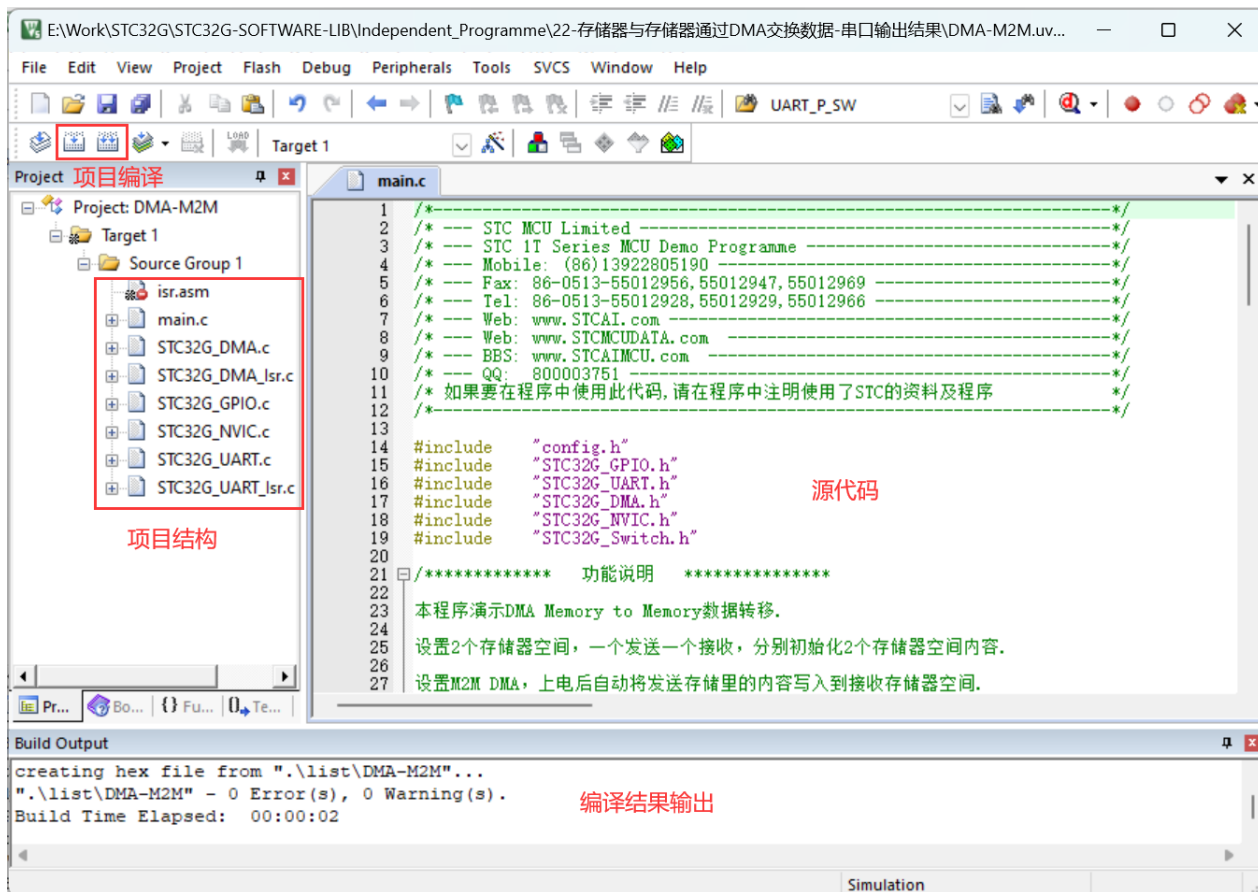 E:\Work\STC32G\STC32G-SOFTWARE-LIB\Independent_Programme\22-存储器与存储器通过DMA交换数据-串口输出结果\DMA-M2M.uv...
File Edit View Project Flash Debug Peripherals Tools SVCS Window Help
UART_P_SW
LOAD
Target 1
Project 项目编译
main.c
Project: DMA-M2M
Target 1
Source Group 1
isr.asm
main.c
STC32G_DMA.c
STC32G_DMA_Isr.c
STC32G_GPIO.c
STC32G_NVIC.c
STC32G_UART.c
STC32G_UART_Isr.c
项目结构
Pr... Bo... {} Fu... 0 Te...
1 /*---------------------------------------------------------------------*/
2 /* --- STC MCU Limited ------------------------------------------------*/
3 /* --- STC 1T Series MCU Demo Programme -------------------------------*/
4 /* --- Mobile: (86)13922805190 ----------------------------------------*/
5 /* --- Fax: 86-0513-55012956,55012947,55012969 ------------------------*/
6 /* --- Tel: 86-0513-55012928,55012929,55012966 ------------------------*/
7 /* --- Web: www.STCAI.com ---------------------------------------------*/
8 /* --- Web: www.STCMCUDATA.com  ---------------------------------------*/
9 /* --- BBS: www.STCAIMCU.com  -----------------------------------------*/
10 /* --- QQ:  800003751 -------------------------------------------------*/
11 /* 如果要在程序中使用此代码,请在程序中注明使用了STC的资料及程序            */
12 /*---------------------------------------------------------------------*/
13
14 #include "config.h"
15 #include "STC32G_GPIO.h"
16 #include "STC32G_UART.h"
17 #include "STC32G_DMA.h"
18 #include "STC32G_NVIC.h"
19 #include "STC32G_Switch.h"
源代码
20
21 /************* 功能说明 ***************
22
23 本程序演示DMA Memory to Memory数据转移.
24
25 设置2个存储器空间，一个发送一个接收，分别初始化2个存储器空间内容.
26
27 设置M2M DMA，上电后自动将发送存储里的内容写入到接收存储器空间.
Build Output
creating hex file from ".\list\DMA-M2M"...
".\list\DMA-M2M" - 0 Error(s), 0 Warning(s).
Build Time Elapsed:  00:00:02
编译结果输出
Simulation